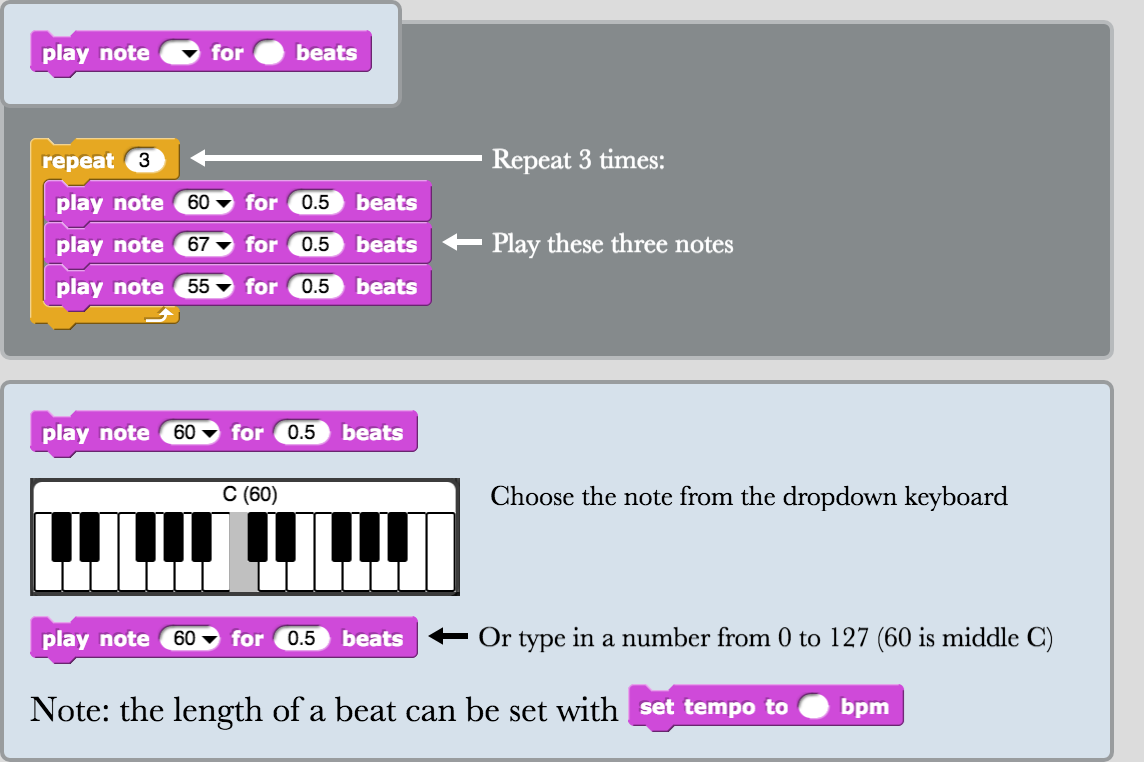 play note for beats
repeat 3
Repeat 3 times:
play note 60 for 0.5 beats
play note 67 for 0.5 beats
Play these three notes
play note 55 for 0.5 beats
play note 60 for 0.5 beats
C (60)
Choose the note from the dropdown keyboard
play note 60 for 0.5 beats
Or type in a number from 0 to 127 (60 is middle C)
Note: the length of a beat can be set with set tempo to bpm